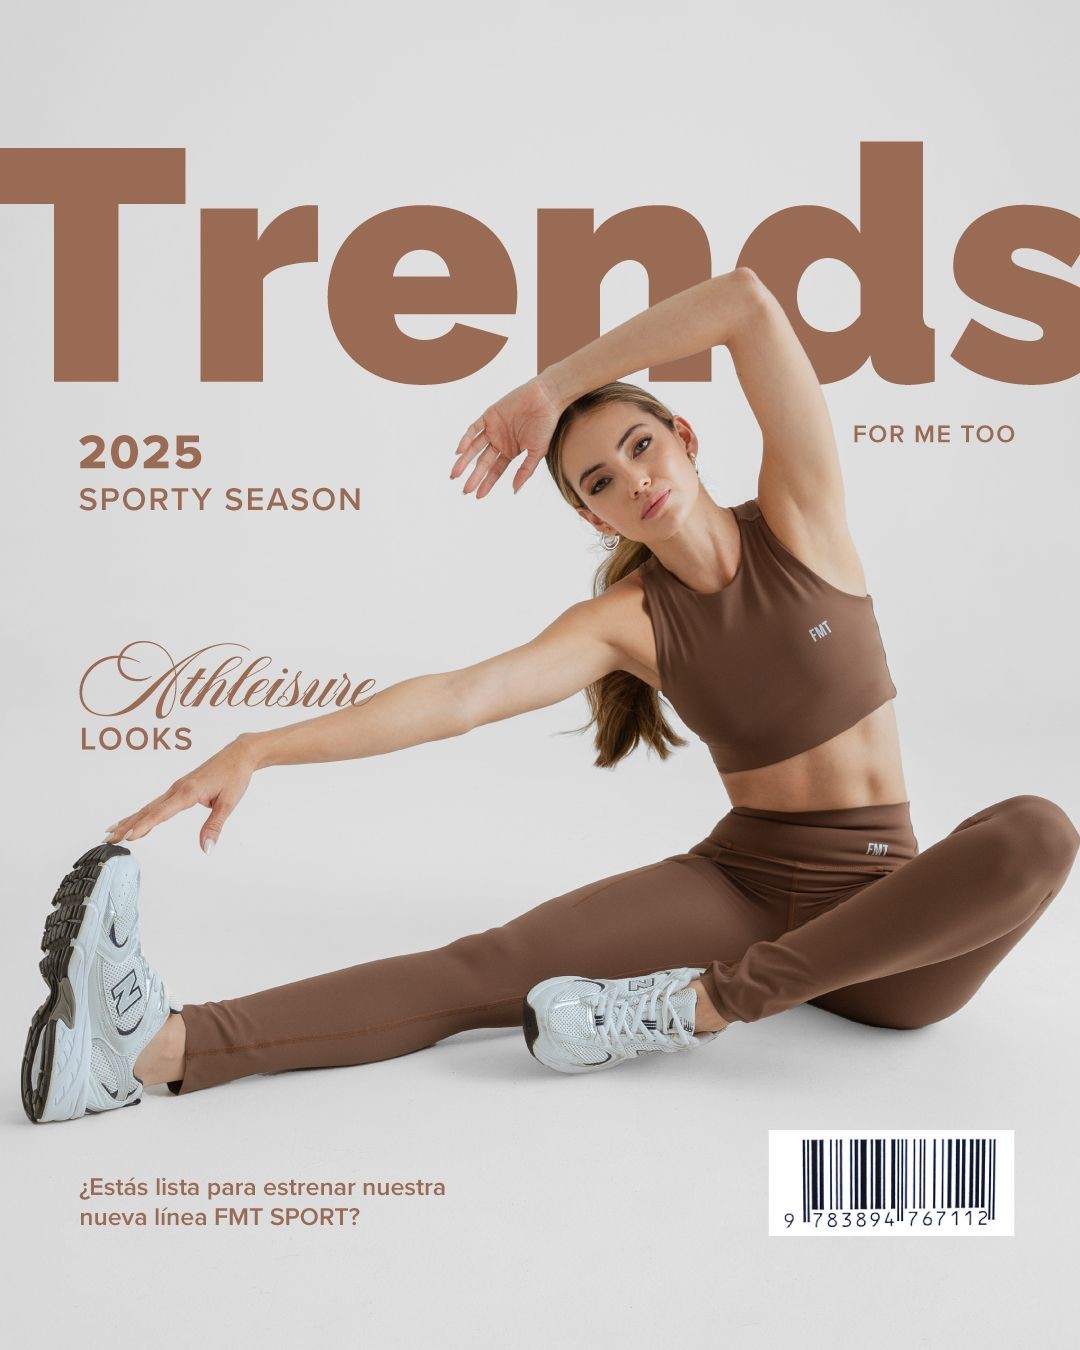 Trends
2025
SPORTY SEASON
FOR ME TOO
Athleisure
LOOKS
FMT
FMT
N
N
¿Estás lista para estrenar nuestra
nueva línea FMT SPORT?
9 783894 767112